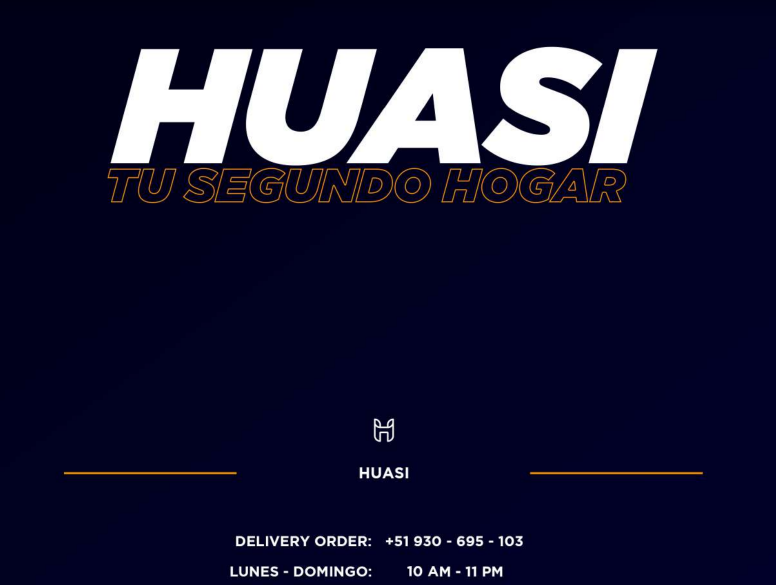 HUASI
TU SEGUNDO HOGAR
HUASI
DELIVERY ORDER: +51 930 - 695 - 103
LUNES - DOMINGO: 10 AM - 11 PM